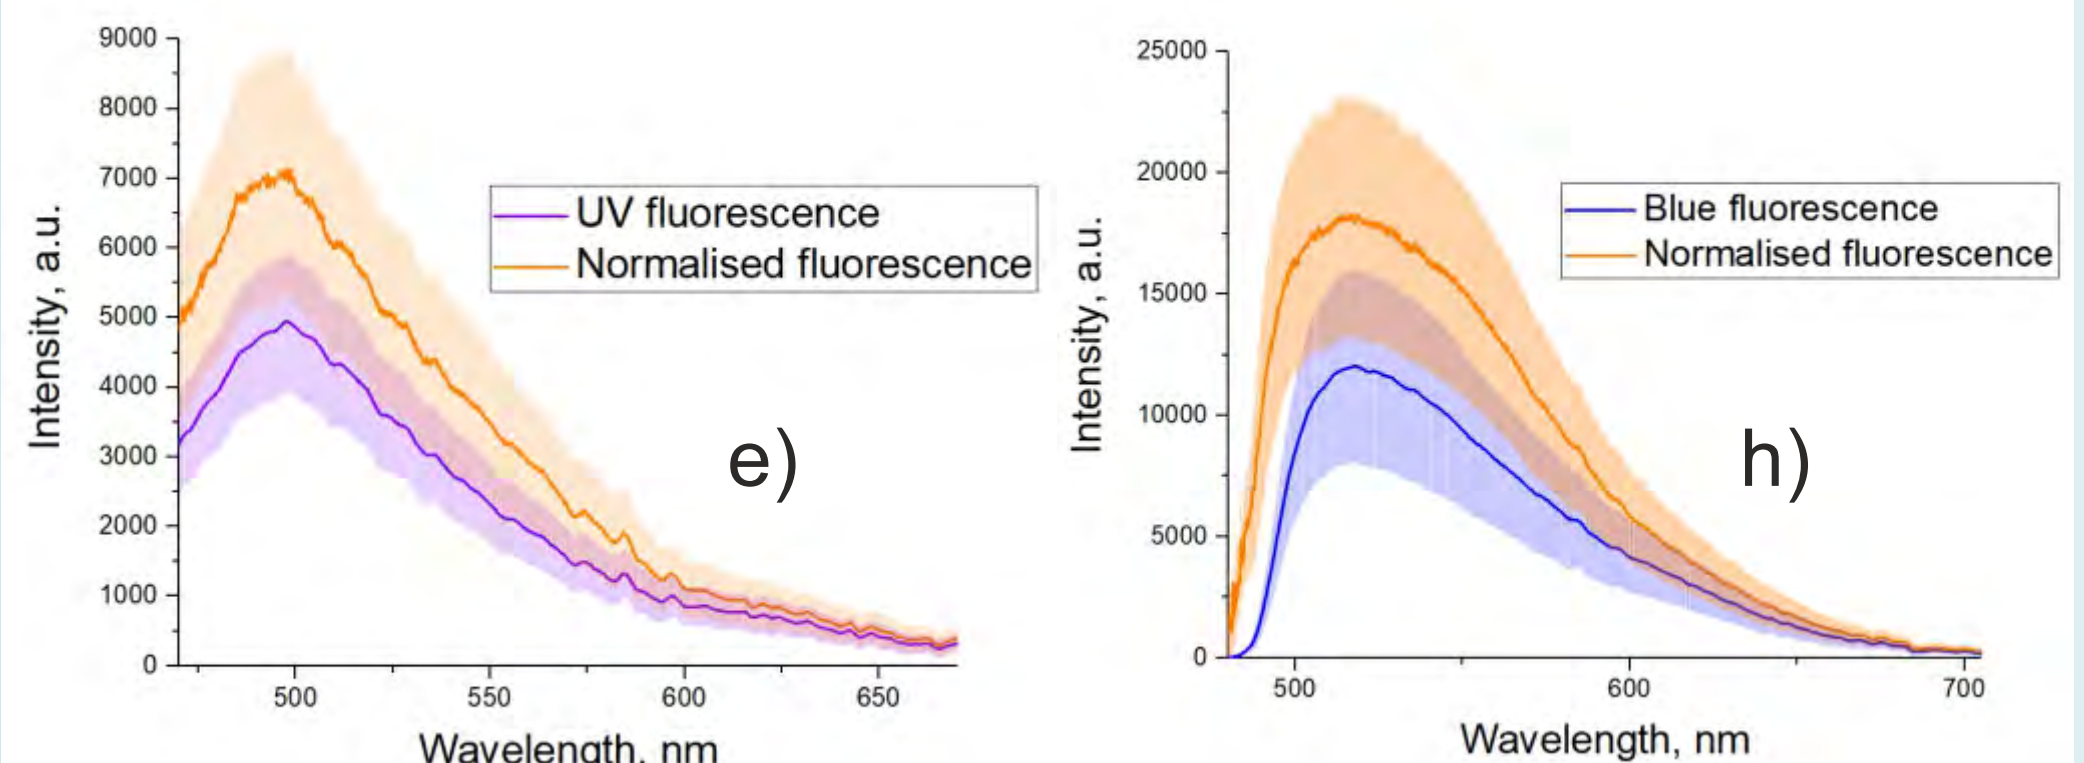 9000
8000
7000
6000
5000
4000
3000
2000
1000
0
Intensity, a.u.
UV fluorescence
Normalised fluorescence
e)
500 550 600 650
Wavelength, nm
25000
20000
15000
10000
5000
0
Intensity, a.u.
Blue fluorescence
Normalised fluorescence
h)
500 600 700
Wavelength, nm